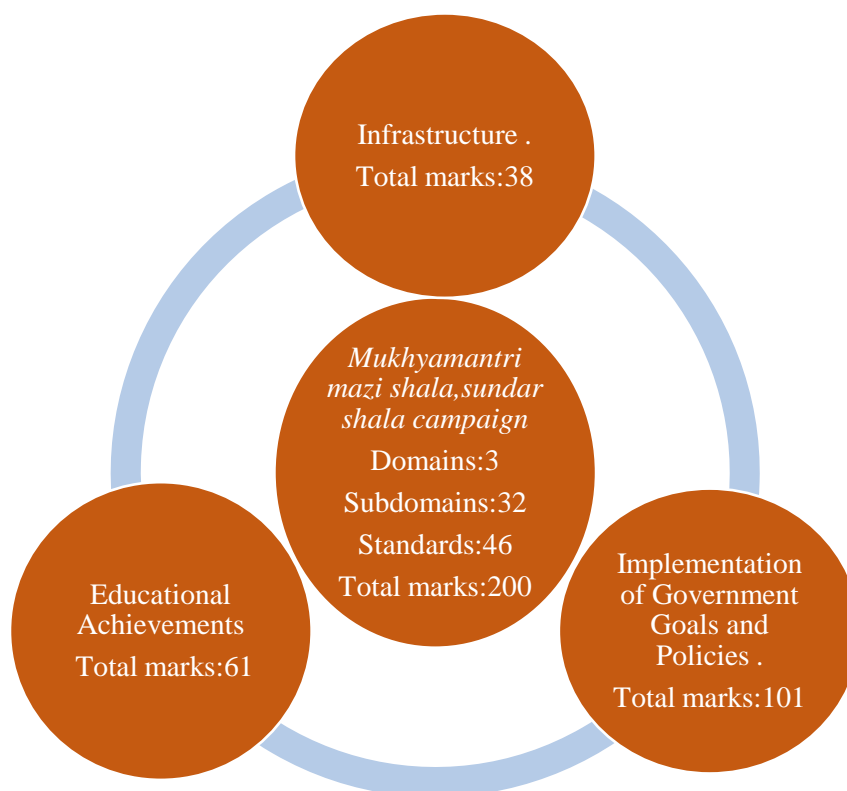 Infrastructure .
Total marks:38
Mukhyamantri
mazi shala,sundar
shala campaign
Domains:3
Subdomains:32
Standards:46
Total marks:200
Educational
Achievements
Total marks:61
Implementation
of Government
Goals and
Policies .
Total marks:101